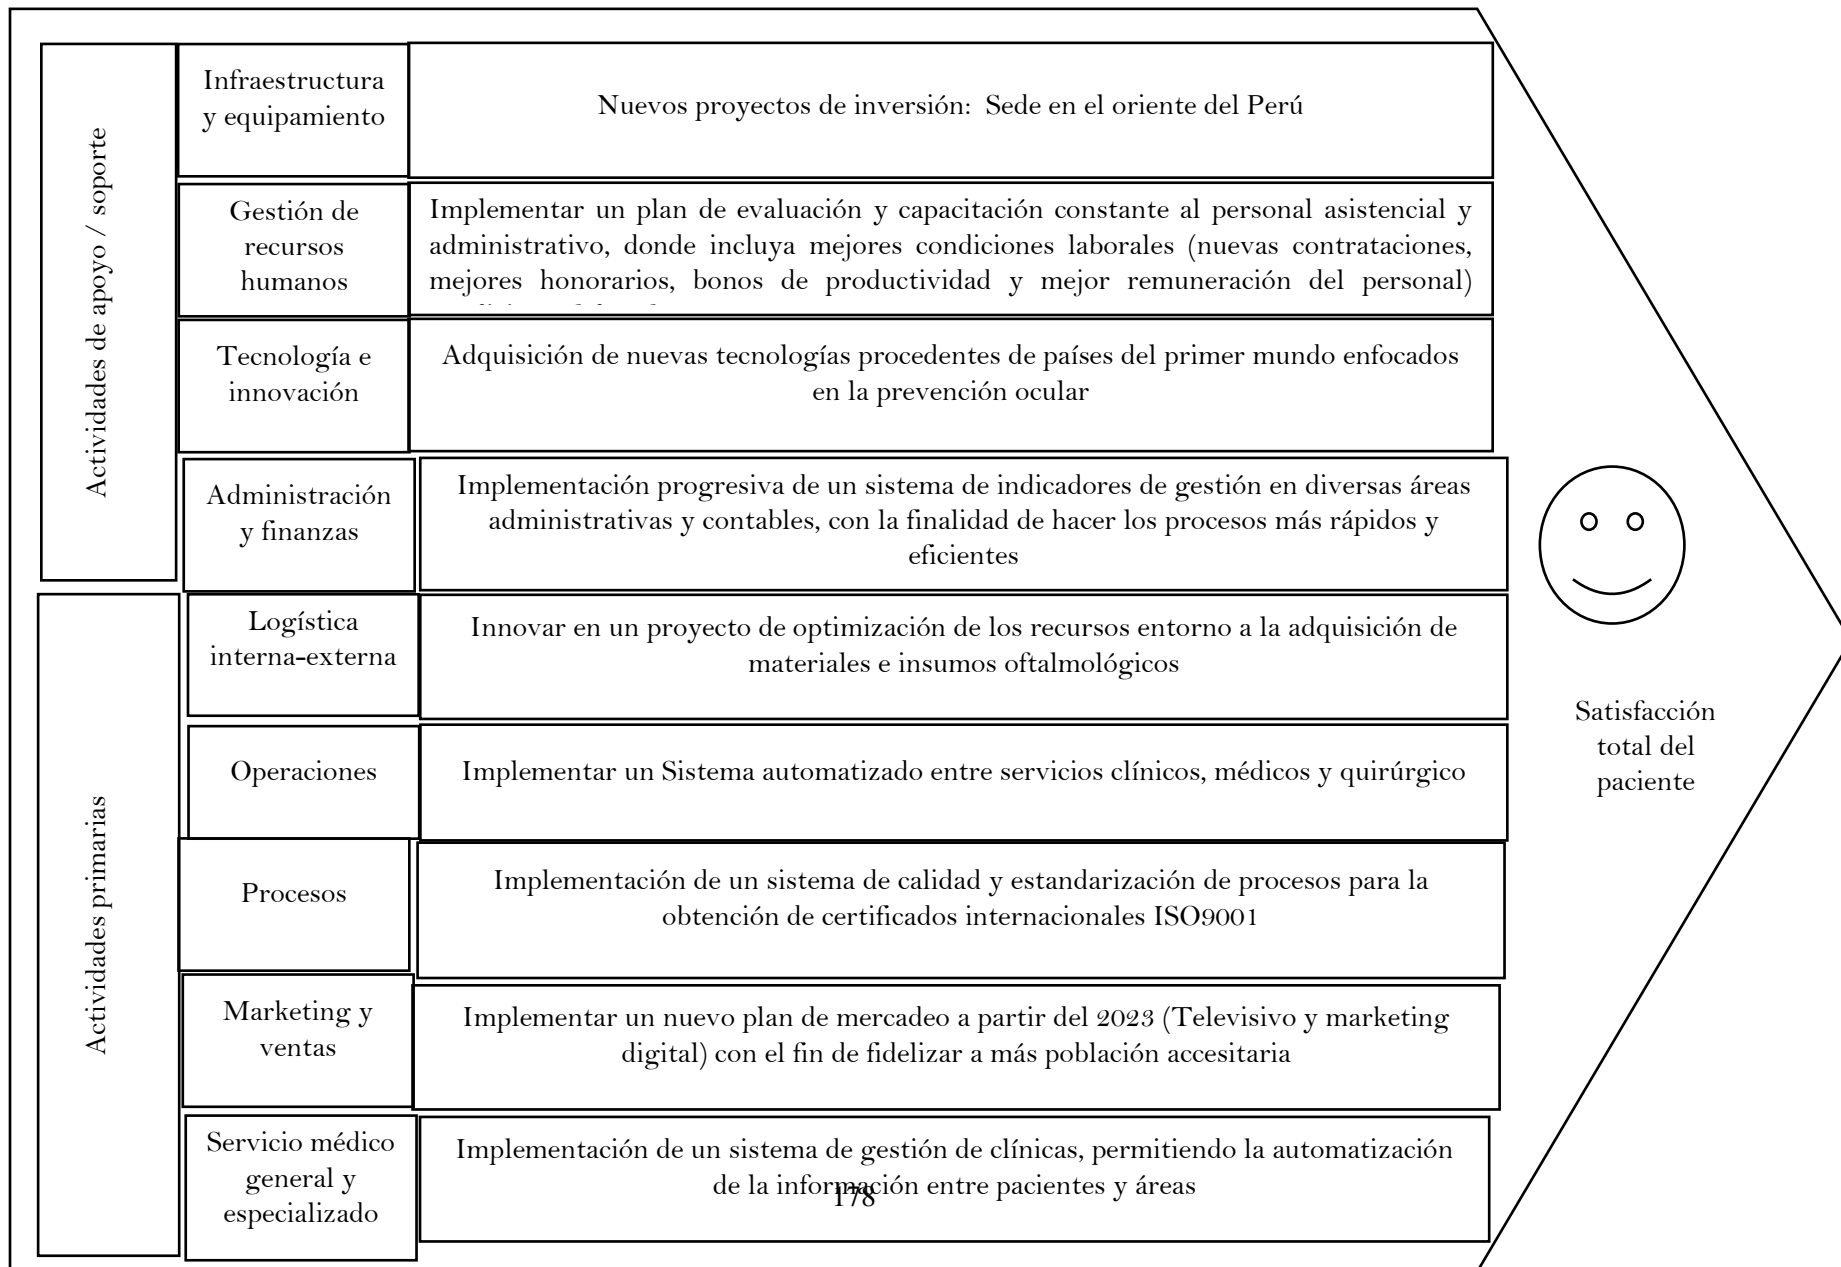 Actividades de apoyo / soporte
Infraestructura
y equipamiento
Nuevos proyectos de inversión: Sede en el oriente del Perú
Gestión de
recursos
humanos
Implementar un plan de evaluación y capacitación constante al personal asistencial y
administrativo, donde incluya mejores condiciones laborales (nuevas contrataciones,
mejores honorarios, bonos de productividad y mejor remuneración del personal)
Tecnología e
innovación
Adquisición de nuevas tecnologías procedentes de países del primer mundo enfocados
en la prevención ocular
Administración
y finanzas
Implementación progresiva de un sistema de indicadores de gestión en diversas áreas
administrativas y contables, con la finalidad de hacer los procesos más rápidos y
eficientes
Actividades primarias
Logística
interna-externa
Innovar en un proyecto de optimización de los recursos entorno a la adquisición de
materiales e insumos oftalmológicos
Operaciones
Implementar un Sistema automatizado entre servicios clínicos, médicos y quirúrgico
Procesos
Implementación de un sistema de calidad y estandarización de procesos para la
obtención de certificados internacionales ISO9001
Marketing y
ventas
Implementar un nuevo plan de mercadeo a partir del 2023 (Televisivo y marketing
digital) con el fin de fidelizar a más población accesitaria
Servicio médico
general y
especializado
Implementación de un sistema de gestión de clínicas, permitiendo la automatización
de la información entre pacientes y áreas
178
Satisfacción
total del
paciente